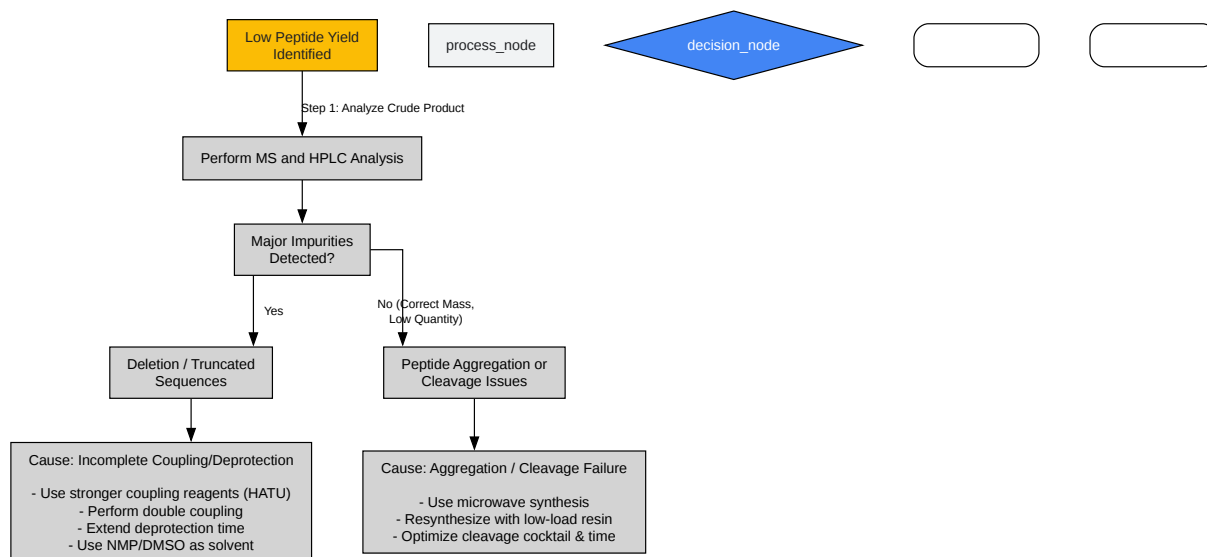 Low Peptide Yield
Identified
process_node
decision_node
Step 1: Analyze Crude Product
Perform MS and HPLC Analysis
Major Impurities
Detected?
Yes
No (Correct Mass,
Low Quantity)
Deletion / Truncated
Sequences
Peptide Aggregation or
Cleavage Issues
Cause: Incomplete Coupling/Deprotection
- Use stronger coupling reagents (HATU)
- Perform double coupling
- Extend deprotection time
- Use NMP/DMSO as solvent
Cause: Aggregation / Cleavage Failure
- Use microwave synthesis
- Resynthesize with low-load resin
- Optimize cleavage cocktail & time